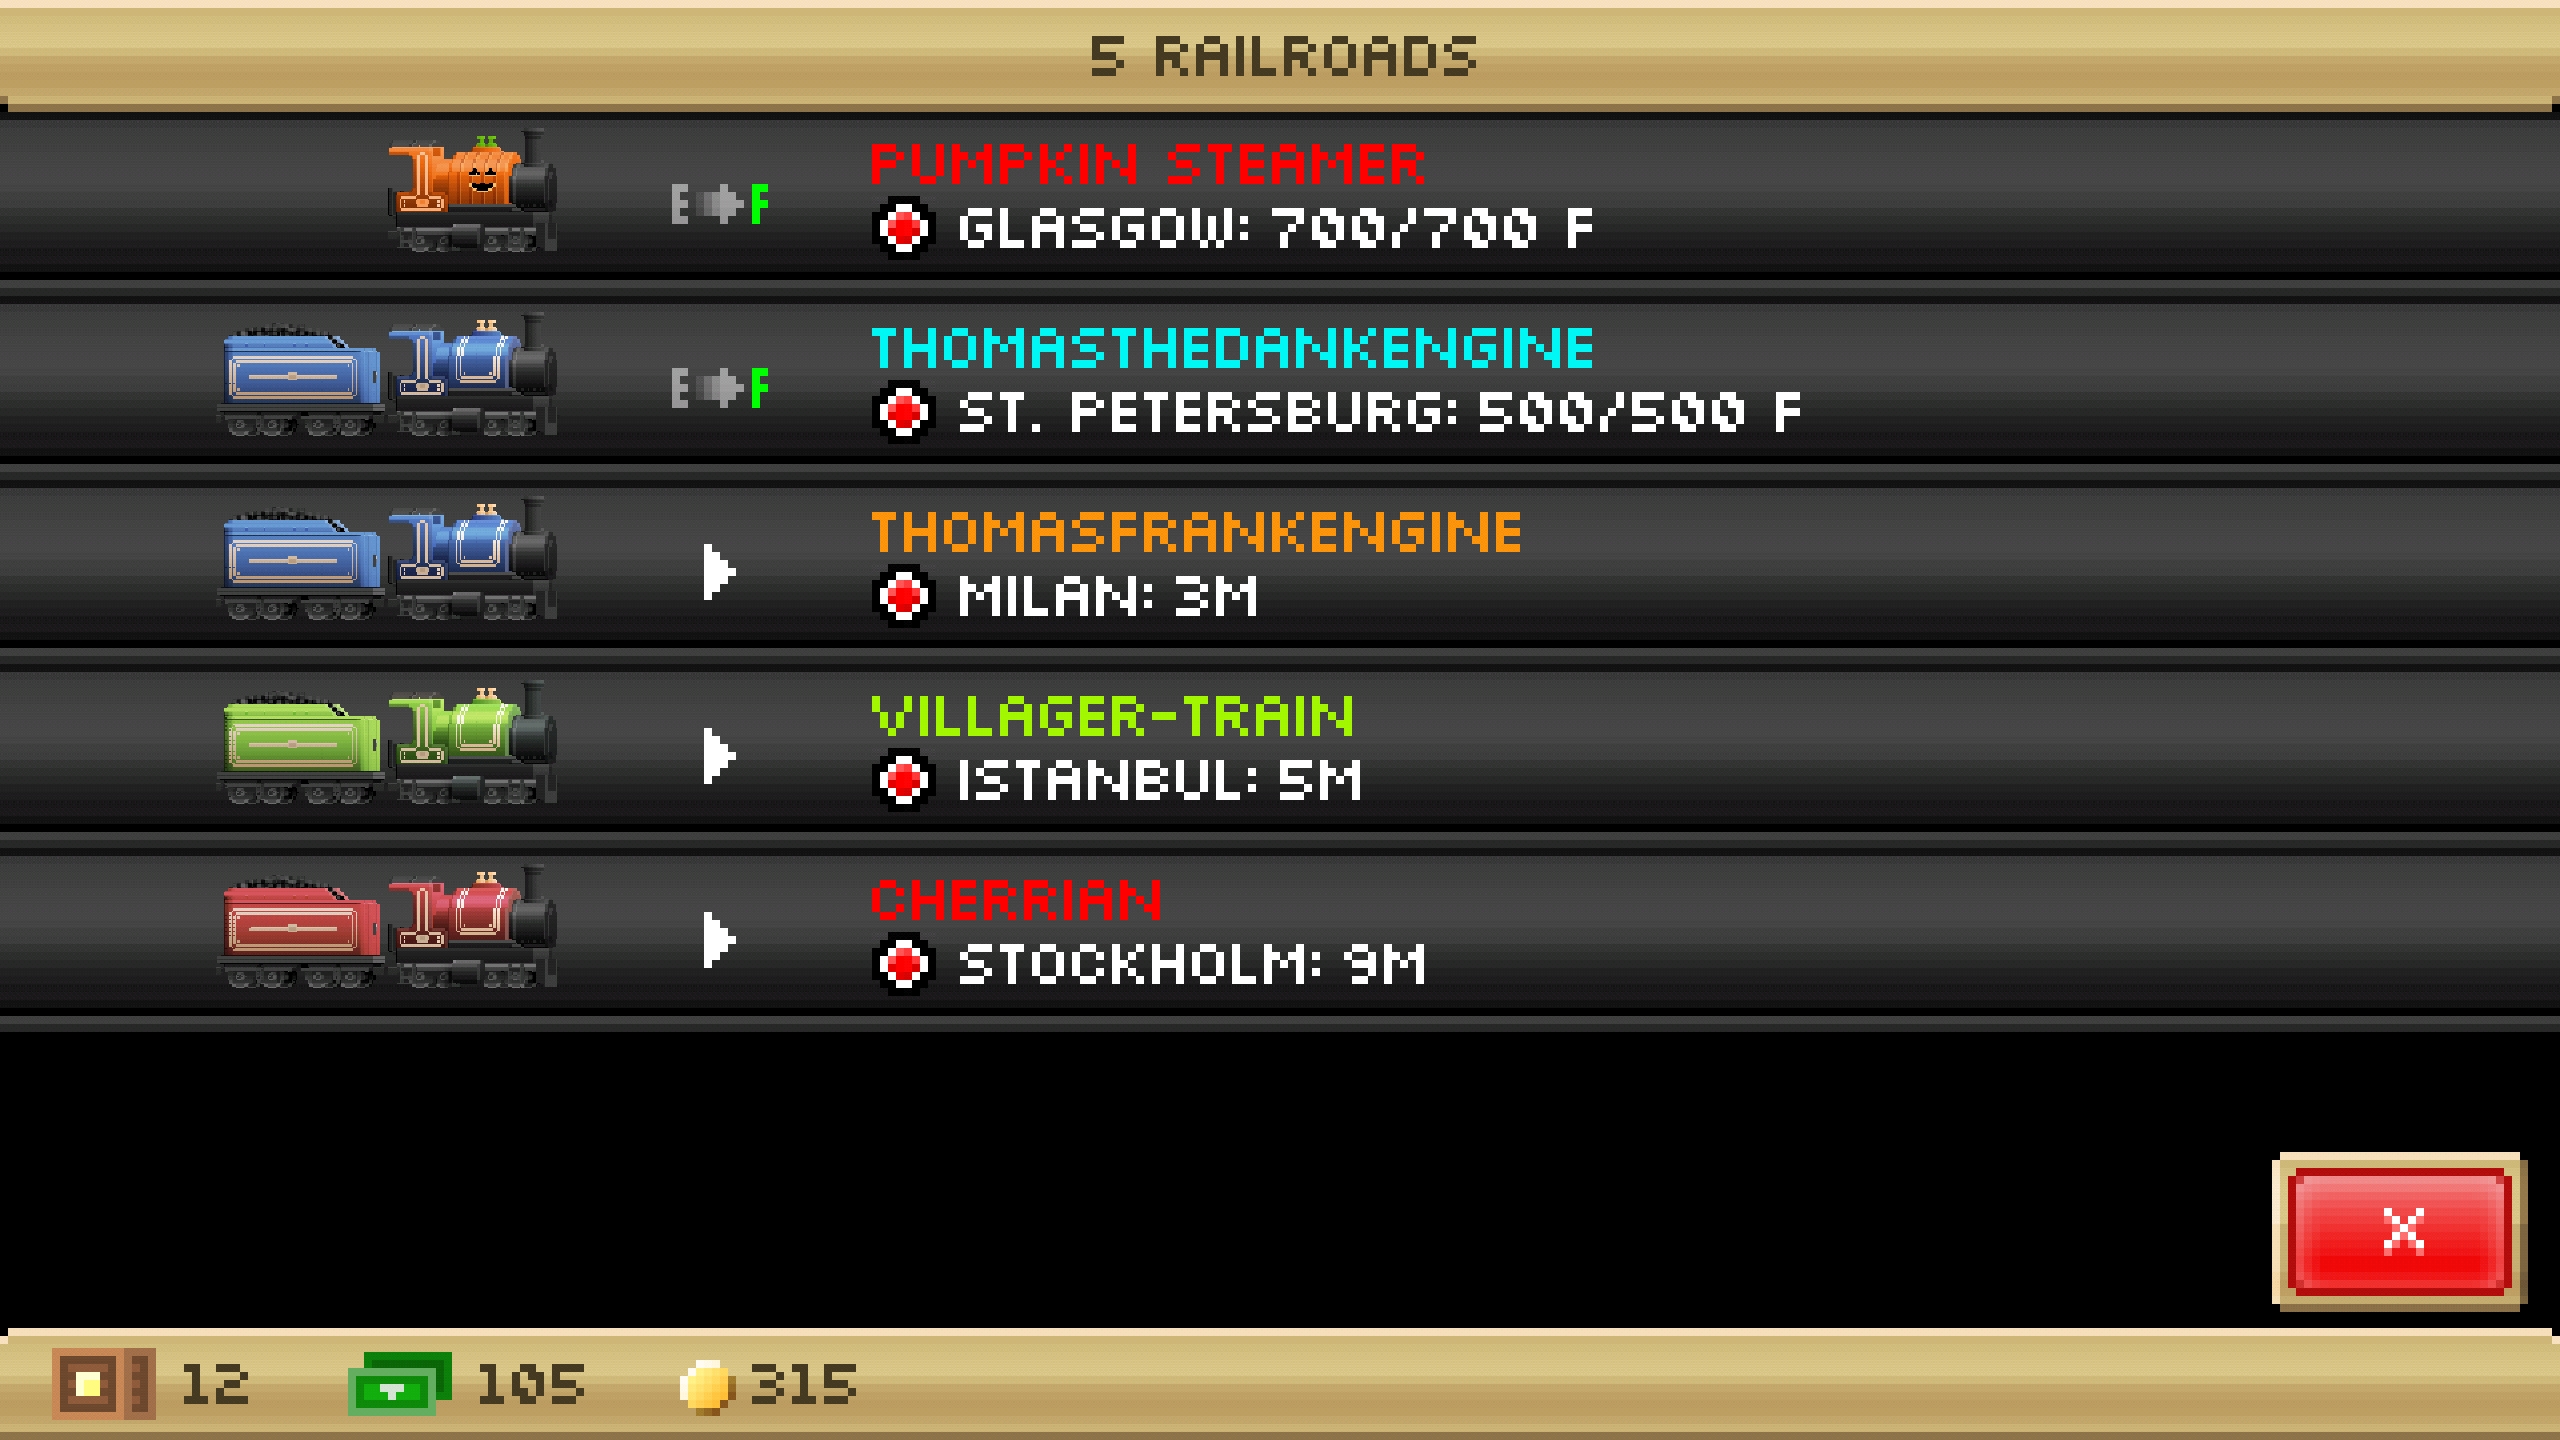 5 RAILROADS
PUMPKIN STEAMER
E F
GLASGOW: 700/700 F
THOMASTHEDANKENGINE
E F
ST. PETERSBURG: 500/500 F
THOMASFRANKENGINE
MILAN: 3M
VILLAGER-TRAIN
ISTANBUL: 5M
CHERRIAN
STOCKHOLM: 9M
X
12 105 315